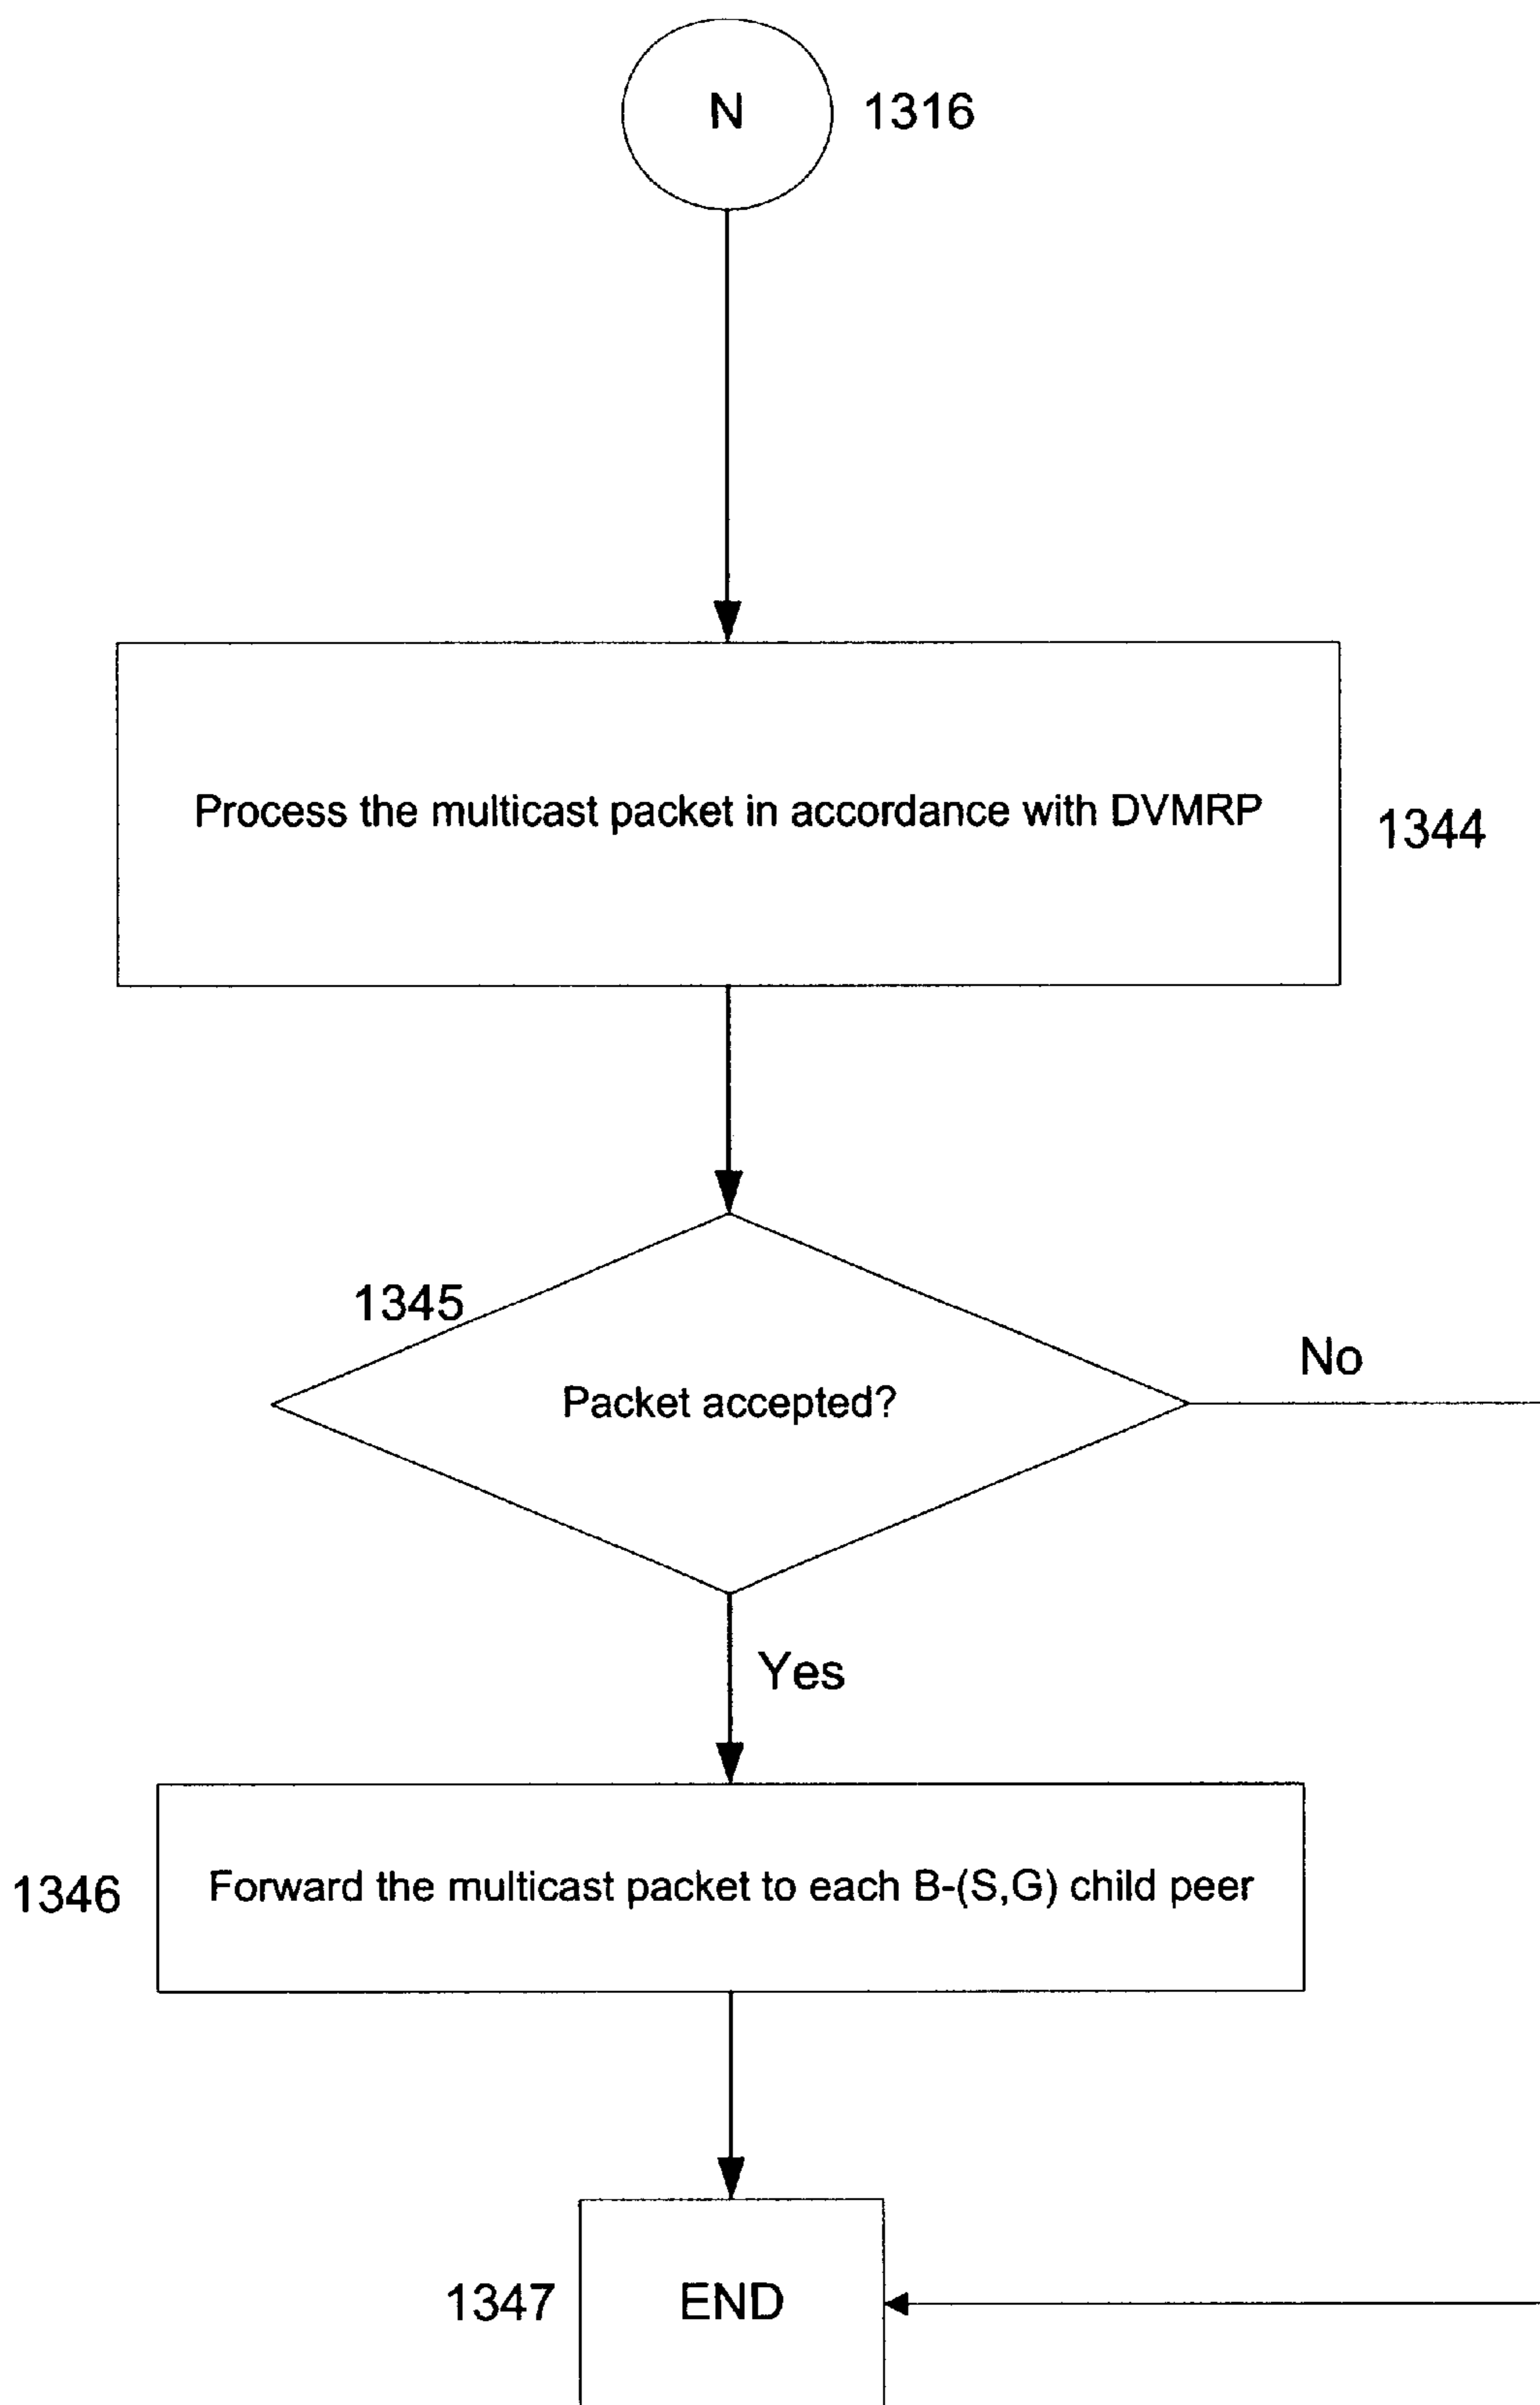 N
1316
Process the multicast packet in accordance with DVMRP
1344
1345
Packet accepted?
No
Yes
1346
Forward the multicast packet to each B-(S,G) child peer
1347
END